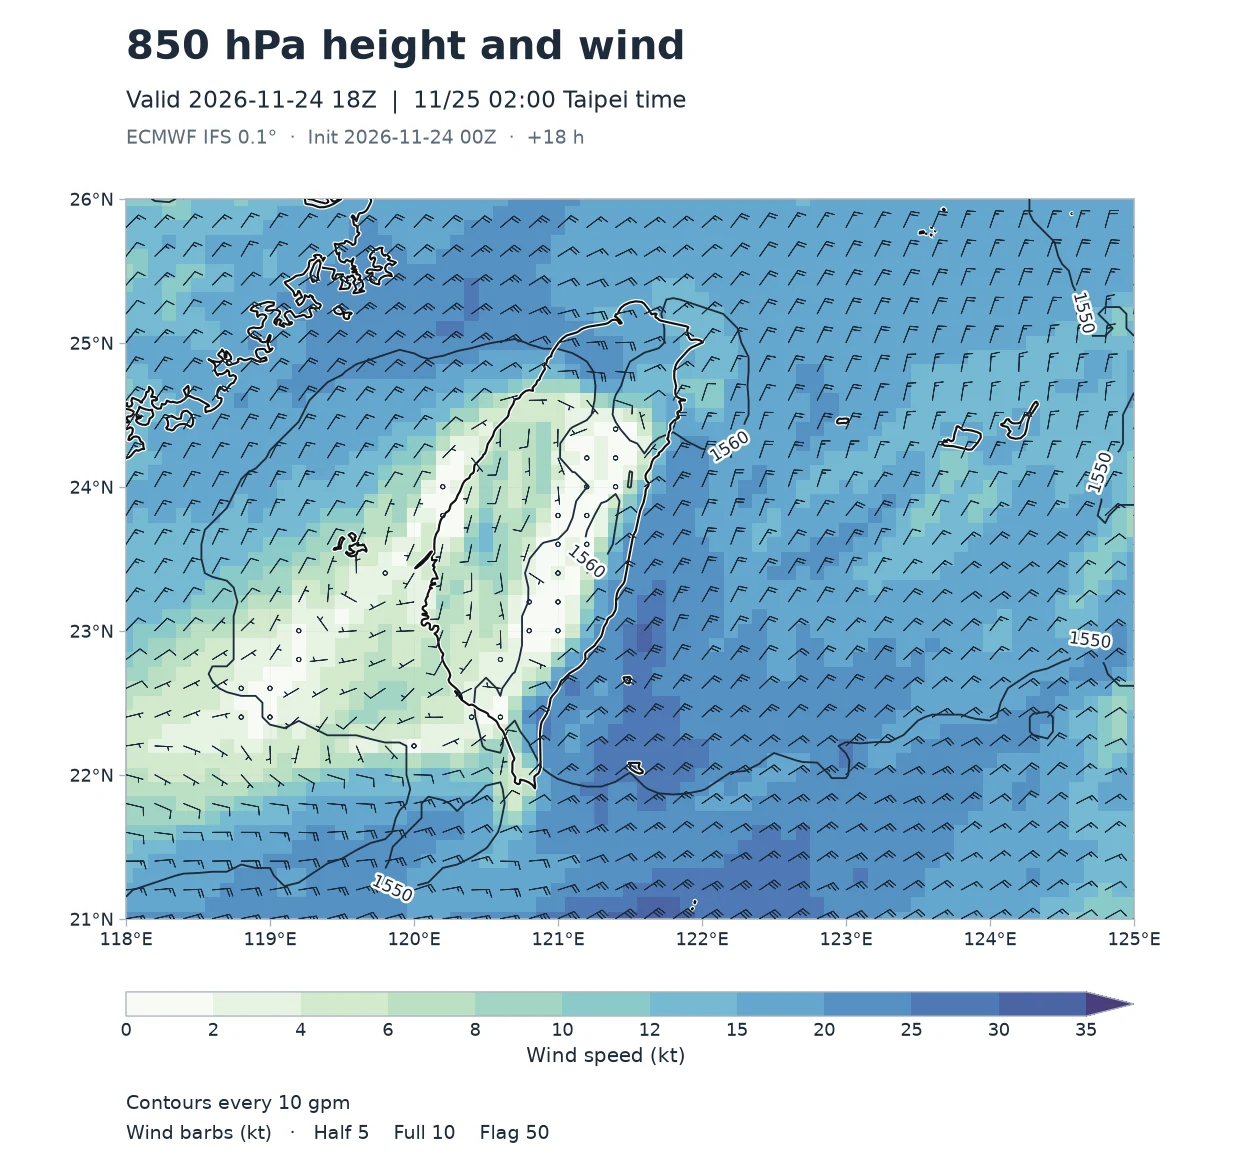 850 hPa height and wind
Valid 2026-11-24 18Z | 11/25 02:00 Taipei time
ECMWF IFS 0.1° · Init 2026-11-24 00Z · +18 h
26°N
25°N
24°N
23°N
22°N
21°N
1550
1560
1550
1560
1550
1550
118°E 119°E 120°E 121°E 122°E 123°E 124°E 125°E
0 2 4 6 8 10 12 15 20 25 30 35
Wind speed (kt)
Contours every 10 gpm
Wind barbs (kt) · Half 5 Full 10 Flag 50